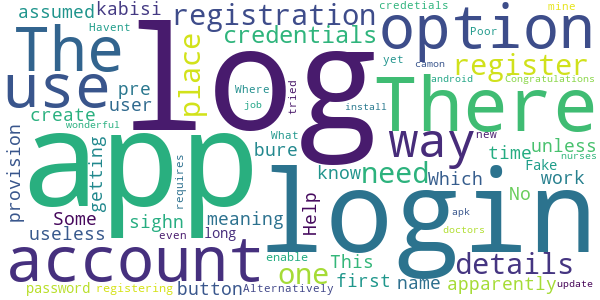 assumed kabisi registration credetials mine
Havent credentials option Poor
The log yet
use place register
Where android Congratulations
pre job tried There camon
user install
create app way new
wonderful What unless
provision getting bure know need time nurses
requires Which Fake work
Some sighn login No
useless meaning Help apk
even long This doctors
account one first details
enable name apparently
password registering button Alternatively update